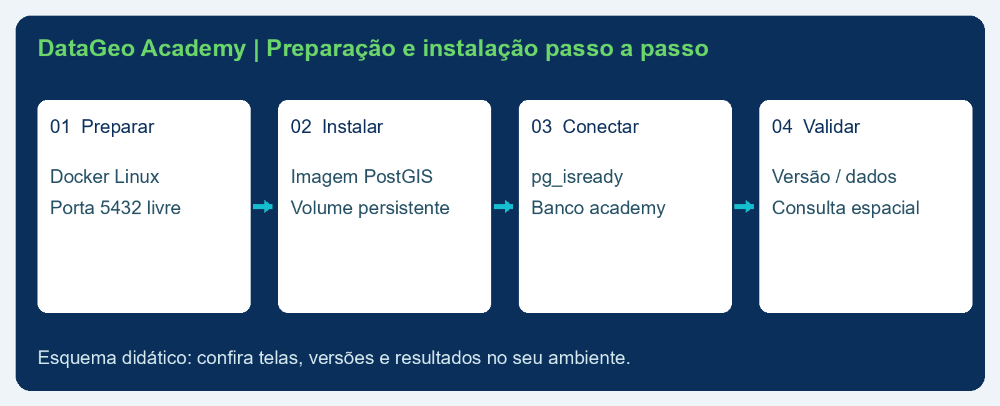 DataGeo Academy | Preparação e instalação passo a passo
01  Preparar
Docker Linux
Porta 5432 livre
02  Instalar
Imagem PostGIS
Volume persistente
03  Conectar
pg_isready
Banco academy
04  Validar
Versão / dados
Consulta espacial
Esquema didático: confira telas, versões e resultados no seu ambiente.